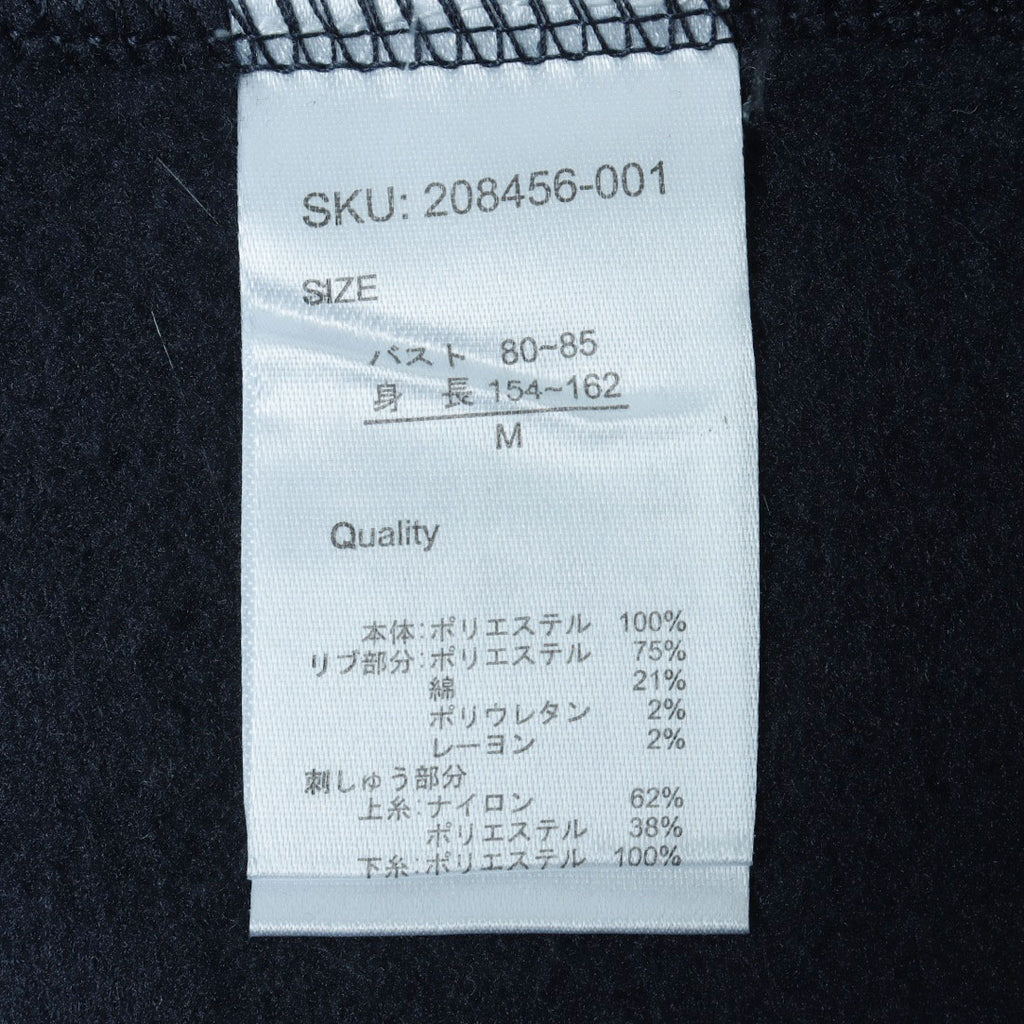 SKU: 208456-001
SIZE
バスト 80~85
身 長 154~162
M
Quality
本体:ポリエステル 100%
リブ部分:ポリエステル 75%
綿 21%
ポリウレタン 2%
レーヨン 2%
刺しゅう部分
上糸:ナイロン 62%
ポリエステル 38%
下糸:ポリエステル 100%